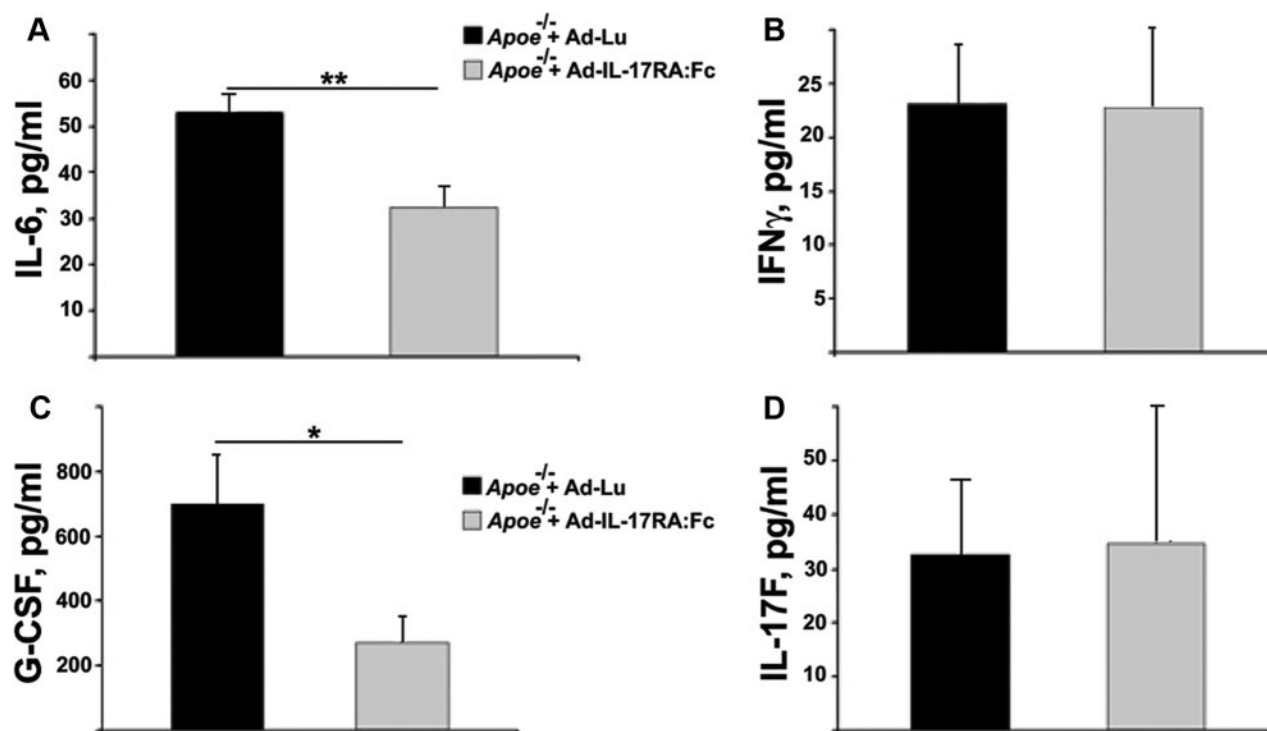 A
IL-6, pg/ml
60
50
40
30
20
10
**
Apoe-/-+ Ad-Lu
Apoe-/-+ Ad-IL-17RA:Fc
B
IFNγ, pg/ml
25
20
15
10
5
C
G-CSF, pg/ml
800
600
400
200
*
Apoe-/-+ Ad-Lu
Apoe-/-+ Ad-IL-17RA:Fc
D
IL-17F, pg/ml
50
40
30
20
10